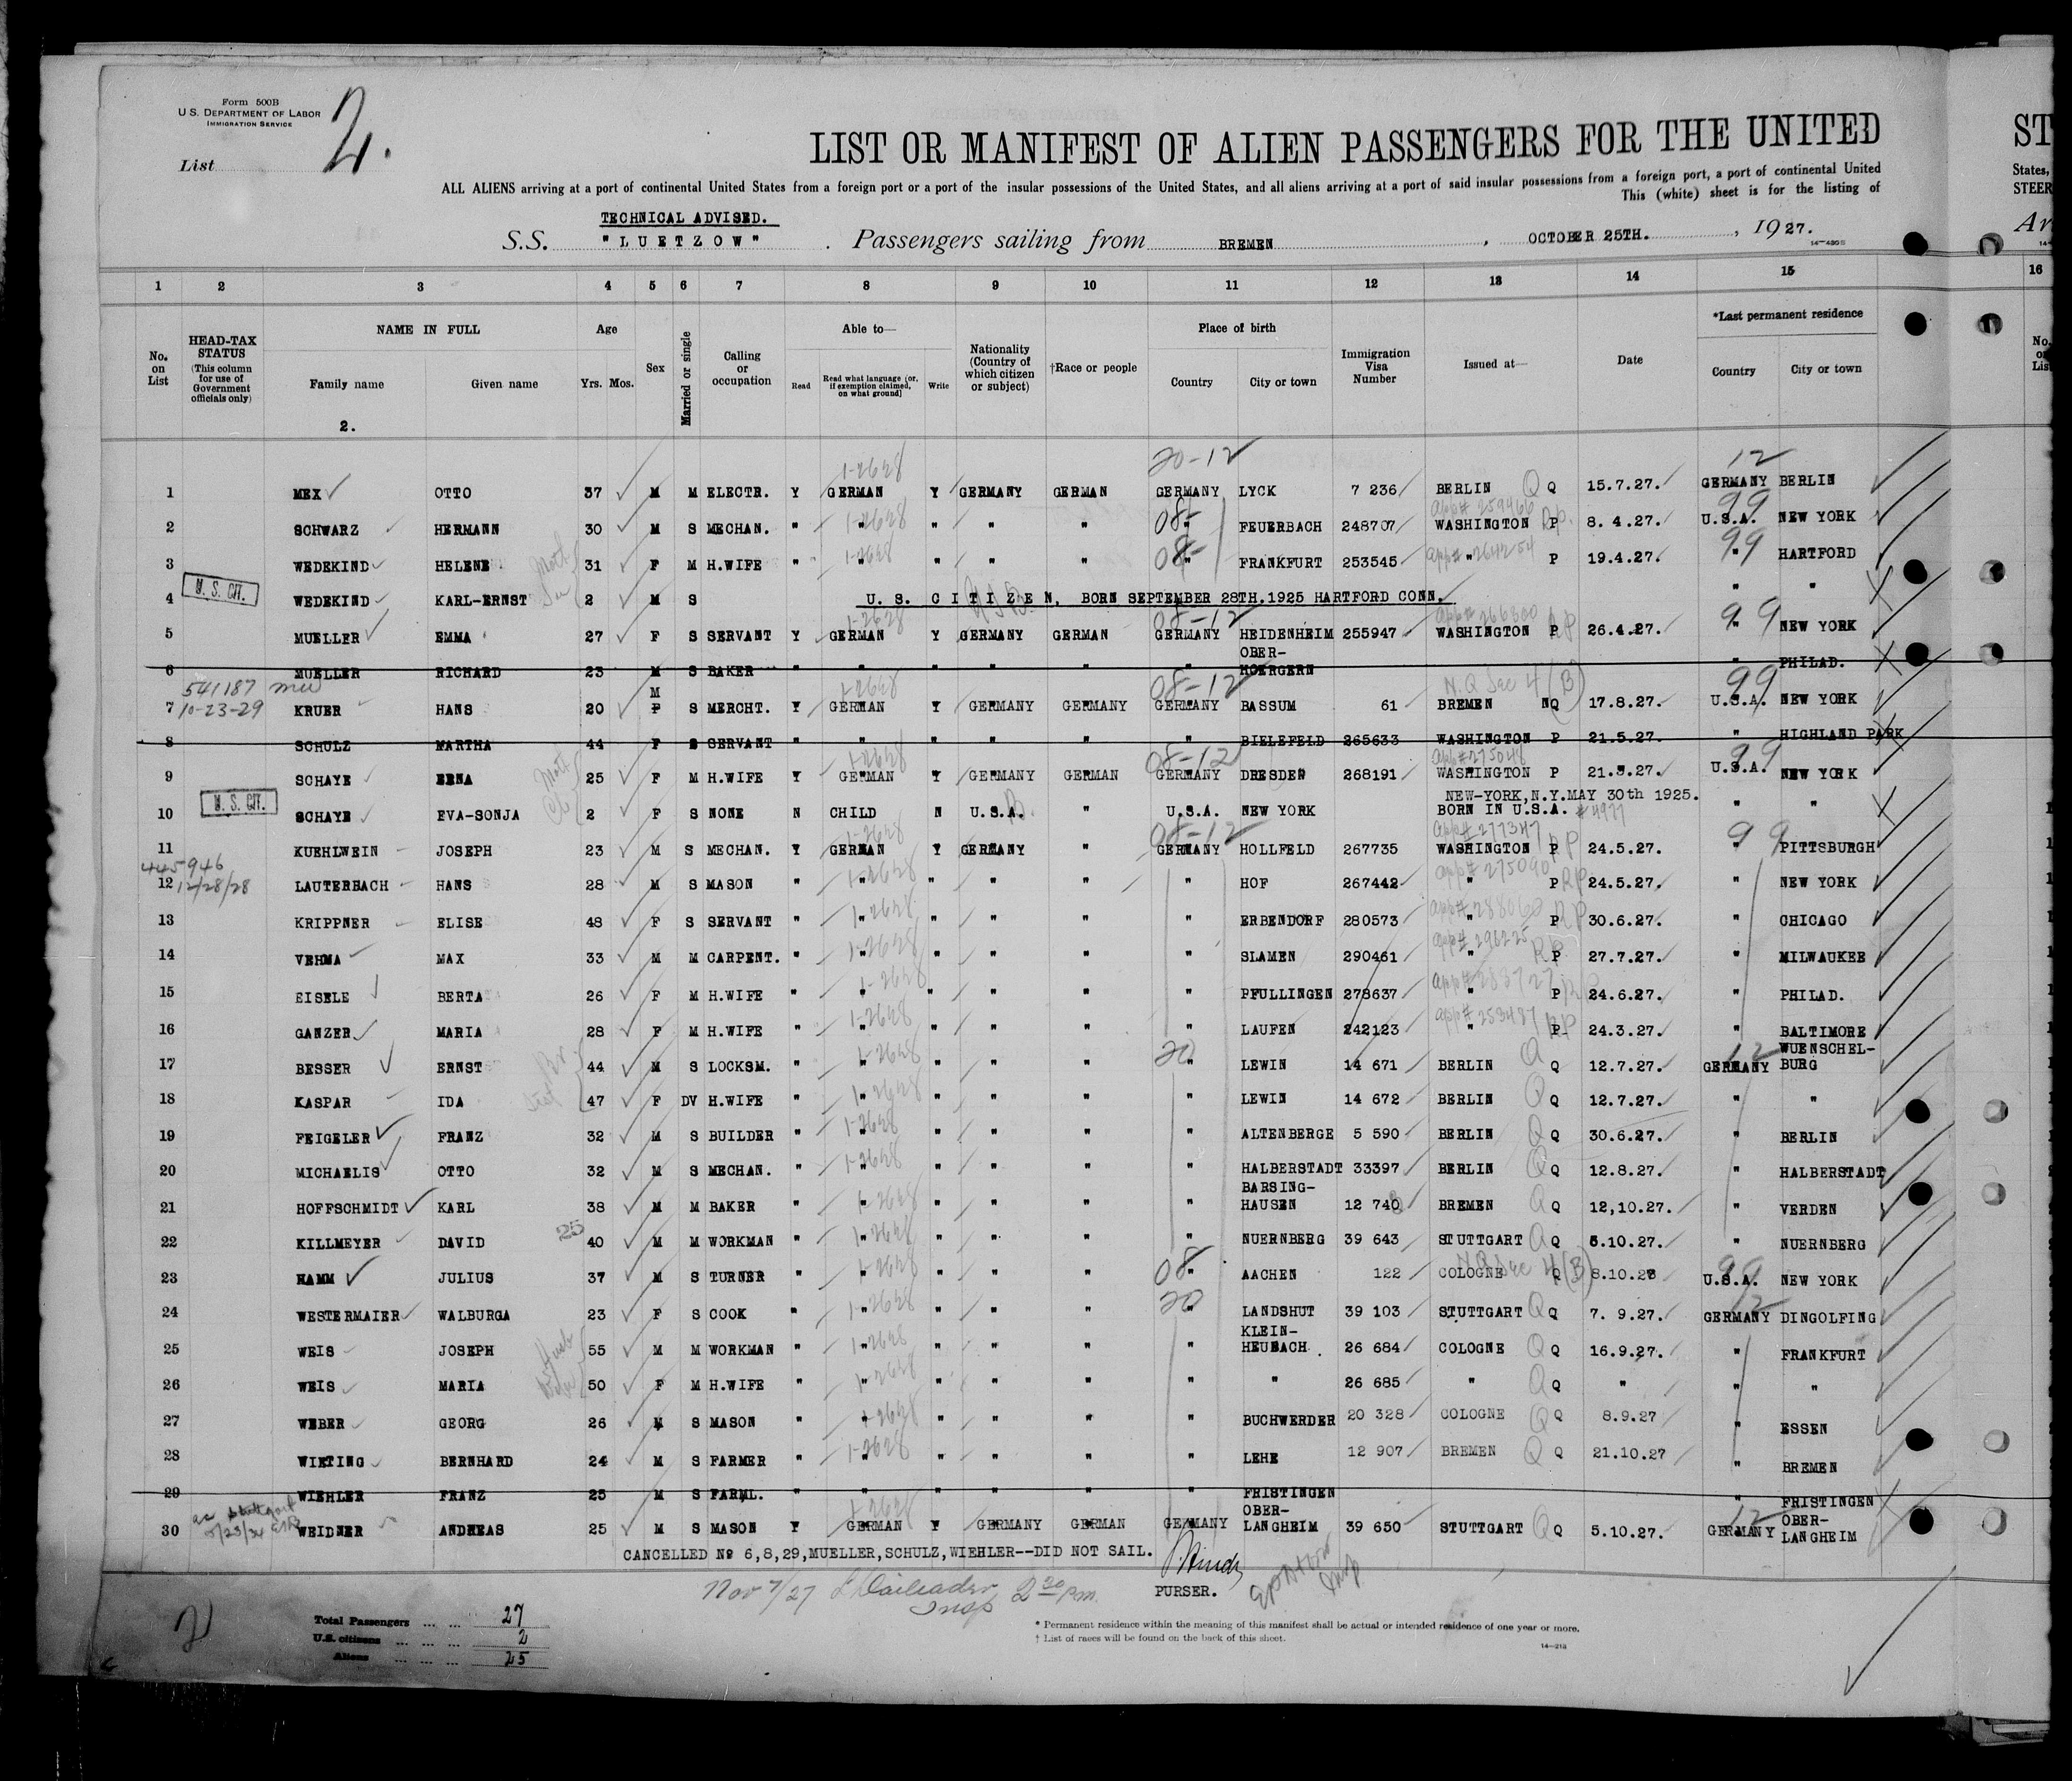 Form 500B
U.S. DEPARTMENT OF LABOR
IMMIGRATION SERVICE
List 2.
LIST OR MANIFEST OF ALIEN PASSENGERS FOR THE UNITED
ST
ALL ALIENS arriving at a port of continental United States from a foreign port or a port of the insular possessions of the United States, and all aliens arriving at a port of said insular possessions from a foreign port, a port of continental United
States,
This (white) sheet is for the listing of
STEER
TECHNICAL ADVISED.
S.S. "LUETZOW" . Passengers sailing from BREMEN , OCTOBER 25TH. , 1927.
Ar
1 2 3 4 5 6 7 8 9 10 11 12 13 14 15 16
No. on List
HEAD-TAX STATUS (This column for use of Government officials only)
NAME IN FULL
Family name Given name
2.
Age
Yrs. Mos.
Sex
Married or single
Calling or occupation
Able to—
Read Read what language (or, if exemption claimed, on what ground) Write
Nationality (Country of which citizen or subject)
†Race or people
Place of birth
Country City or town
Immigration Visa Number
Issued at—
Date
*Last permanent residence
Country City or town
1-2628 20-12 12
1 MEX OTTO 37 M M ELECTR. Y GERMAN Y GERMANY GERMAN GERMANY LYCK 7 236 BERLIN Q Q 15.7.27. GERMANY BERLIN
2 SCHWARZ HERMANN 30 M S MECHAN. " " " " " " FEUERBACH 248707 WASHINGTON P 8.4.27. U.S.A. NEW YORK
3 WEDEKIND HELENE 31 F M H.WIFE " " " " " " FRANKFURT 253545 " P 19.4.27. " HARTFORD
U.S. CIT.
4 WEDEKIND KARL-ERNST 2 M S U.S. CITIZEN, BORN SEPTEMBER 28TH.1925 HARTFORD CONN. " "
5 MUELLER EMMA 27 F S SERVANT Y GERMAN Y GERMANY GERMAN GERMANY HEIDENHEIM 255947 WASHINGTON P 26.4.27. " NEW YORK
6 MUELLER RICHARD 23 M S BAKER " " " " " " OBER-HOERGERN " PHILAD.
541187
10-23-29
7 KRUER HANS 20 M S MERCHT. Y GERMAN Y GERMANY GERMANY GERMANY BASSUM 61 BREMEN NQ 17.8.27. U.S.A. NEW YORK
8 SCHULZ MARTHA 44 F S SERVANT " " " " " " BIELEFELD 265633 WASHINGTON P 21.5.27. " HIGHLAND PARK
9 SCHAYE ERNA 25 F M H.WIFE Y GERMAN Y GERMANY GERMAN GERMANY DRESDEN 268191 WASHINGTON P 21.5.27. U.S.A. NEW YORK
U.S. CIT. NEW-YORK,N.Y.MAY 30th 1925.
10 SCHAYE EVA-SONJA 2 F S NONE N CHILD N U.S.A. " U.S.A. NEW YORK BORN IN U.S.A. " "
11 KUEHLWEIN JOSEPH 23 M S MECHAN. Y GERMAN Y GERMANY " GERMANY HOLLFELD 267735 WASHINGTON P 24.5.27. " PITTSBURGH
445946
12/28/28
12 LAUTERBACH HANS 28 M S MASON " " " " " " HOF 267442 " P 24.5.27. " NEW YORK
13 KRIPPNER ELISE 48 F S SERVANT " " " " " " ERBENDORF 280573 " P 30.6.27. " CHICAGO
14 VEHMA MAX 33 M M CARPENT. " " " " " " SLAMEN 290461 " P 27.7.27. " MILWAUKEE
15 EISELE BERTA 26 F M H.WIFE " " " " " " PFULLINGEN 278637 " P 24.6.27. " PHILAD.
16 GANZER MARIA 28 F M H.WIFE " " " " " " LAUFEN 242123 " P 24.3.27. " BALTIMORE
17 BESSER ERNST 44 M S LOCKSM. " " " " " " LEWIN 14 671 BERLIN Q 12.7.27. GERMANY WUENSCHEL-BURG
18 KASPAR IDA 47 F DV H.WIFE " " " " " " LEWIN 14 672 BERLIN Q 12.7.27. " "
19 FEIGELER FRANZ 32 M S BUILDER " " " " " " ALTENBERGE 5 590 BERLIN Q 30.6.27. " BERLIN
20 MICHAELIS OTTO 32 M S MECHAN. " " " " " " HALBERSTADT 33397 BERLIN Q 12.8.27. " HALBERSTADT
21 HOFFSCHMIDT KARL 38 M M BAKER " " " " " " BARSING-HAUSEN 12 740 BREMEN Q 12,10.27. " VERDEN
22 KILLMEYER DAVID 25 40 M M WORKMAN " " " " " " NUERNBERG 39 643 STUTTGART Q 5.10.27. " NUERNBERG
23 HAMM JULIUS 37 M S TURNER " " " " " " AACHEN 122 COLOGNE Q 8.10.27 U.S.A. NEW YORK
24 WESTERMAIER WALBURGA 23 F S COOK " " " " " " LANDSHUT 39 103 STUTTGART Q 7. 9.27. GERMANY DINGOLFING
25 WEIS JOSEPH 55 M M WORKMAN " " " " " " KLEIN-HEUBACH. 26 684 COLOGNE Q 16.9.27. " FRANKFURT
26 WEIS MARIA 50 F M H.WIFE " " " " " " " 26 685 " Q " " "
27 WEBER GEORG 26 M S MASON " " " " " " BUCHWERDER 20 328 COLOGNE Q 8.9.27 " ESSEN
28 WIETING BERNHARD 24 M S FARMER " " " " " " LEHE 12 907 BREMEN Q 21.10.27 " BREMEN
29 WIEHLER FRANZ 25 M S FARML. " " " " " " FRISTINGEN " FRISTINGEN
30 WEIDNER ANDREAS 25 M S MASON Y GERMAN Y GERMANY GERMAN GERMANY OBER-LANGHEIM 39 650 STUTTGART Q 5.10.27. GERMANY OBER-LANGHEIM
CANCELLED No 6,8,29,MUELLER,SCHULZ,WIEHLER--DID NOT SAIL.
PURSER.
Nov 7/27 Insp 2 30 P.M.
Total Passengers ... ... 27
U.S. citizens ... ... ... 2
Aliens ... ... ... 25
* Permanent residence within the meaning of this manifest shall be actual or intended residence of one year or more.
† List of races will be found on the back of this sheet.
14—213